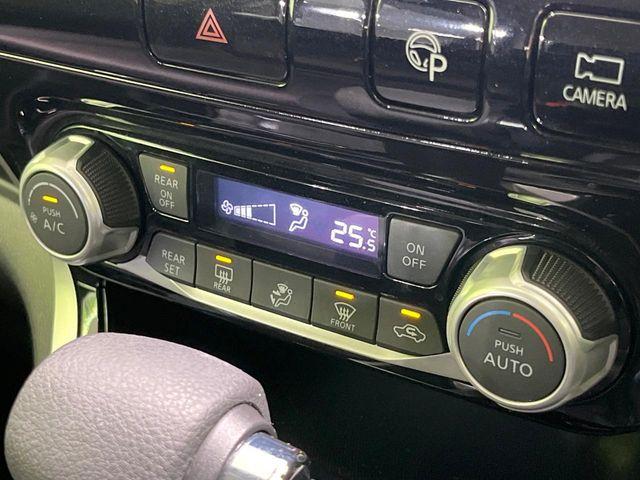 P
CAMERA
REAR
ON
OFF
PUSH
A/C
25.5°C
ON
OFF
REAR
SET
REAR
FRONT
PUSH
AUTO